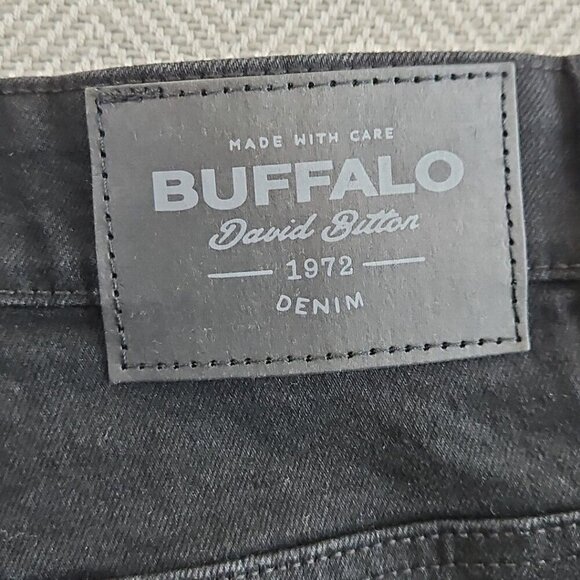 MADE WITH CARE
BUFFALO
David Bitton
1972
DENIM